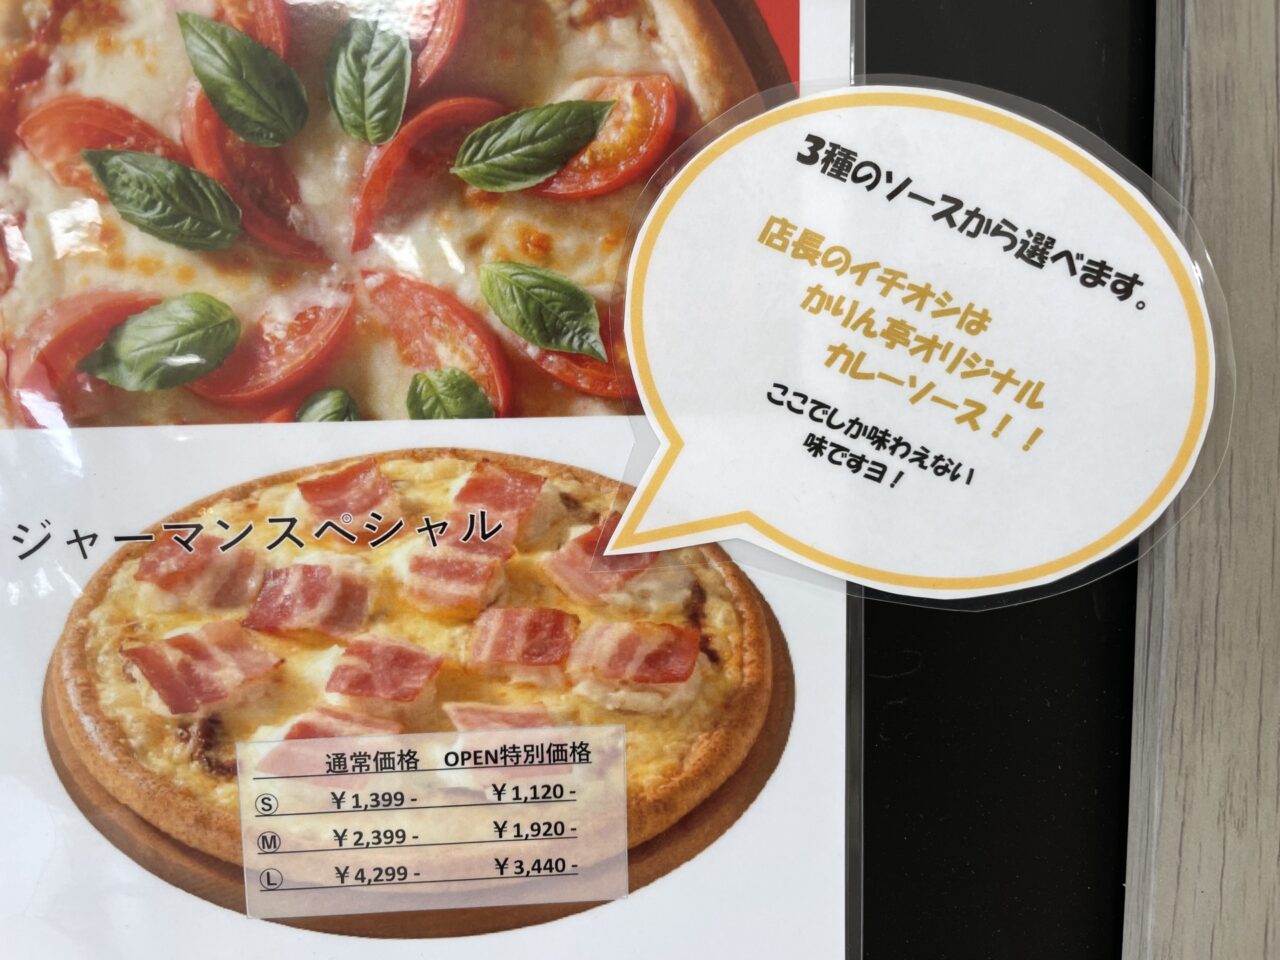 3種のソースから選べます。
店長のイチオシは
かりん亭オリジナル
カレーソース！！
ここでしか味わえない
味ですヨ！
ジャーマンスペシャル
通常価格 OPEN特別価格
Ⓢ ￥1,399- ￥1,120-
Ⓜ ￥2,399- ￥1,920-
Ⓛ ￥4,299- ￥3,440-